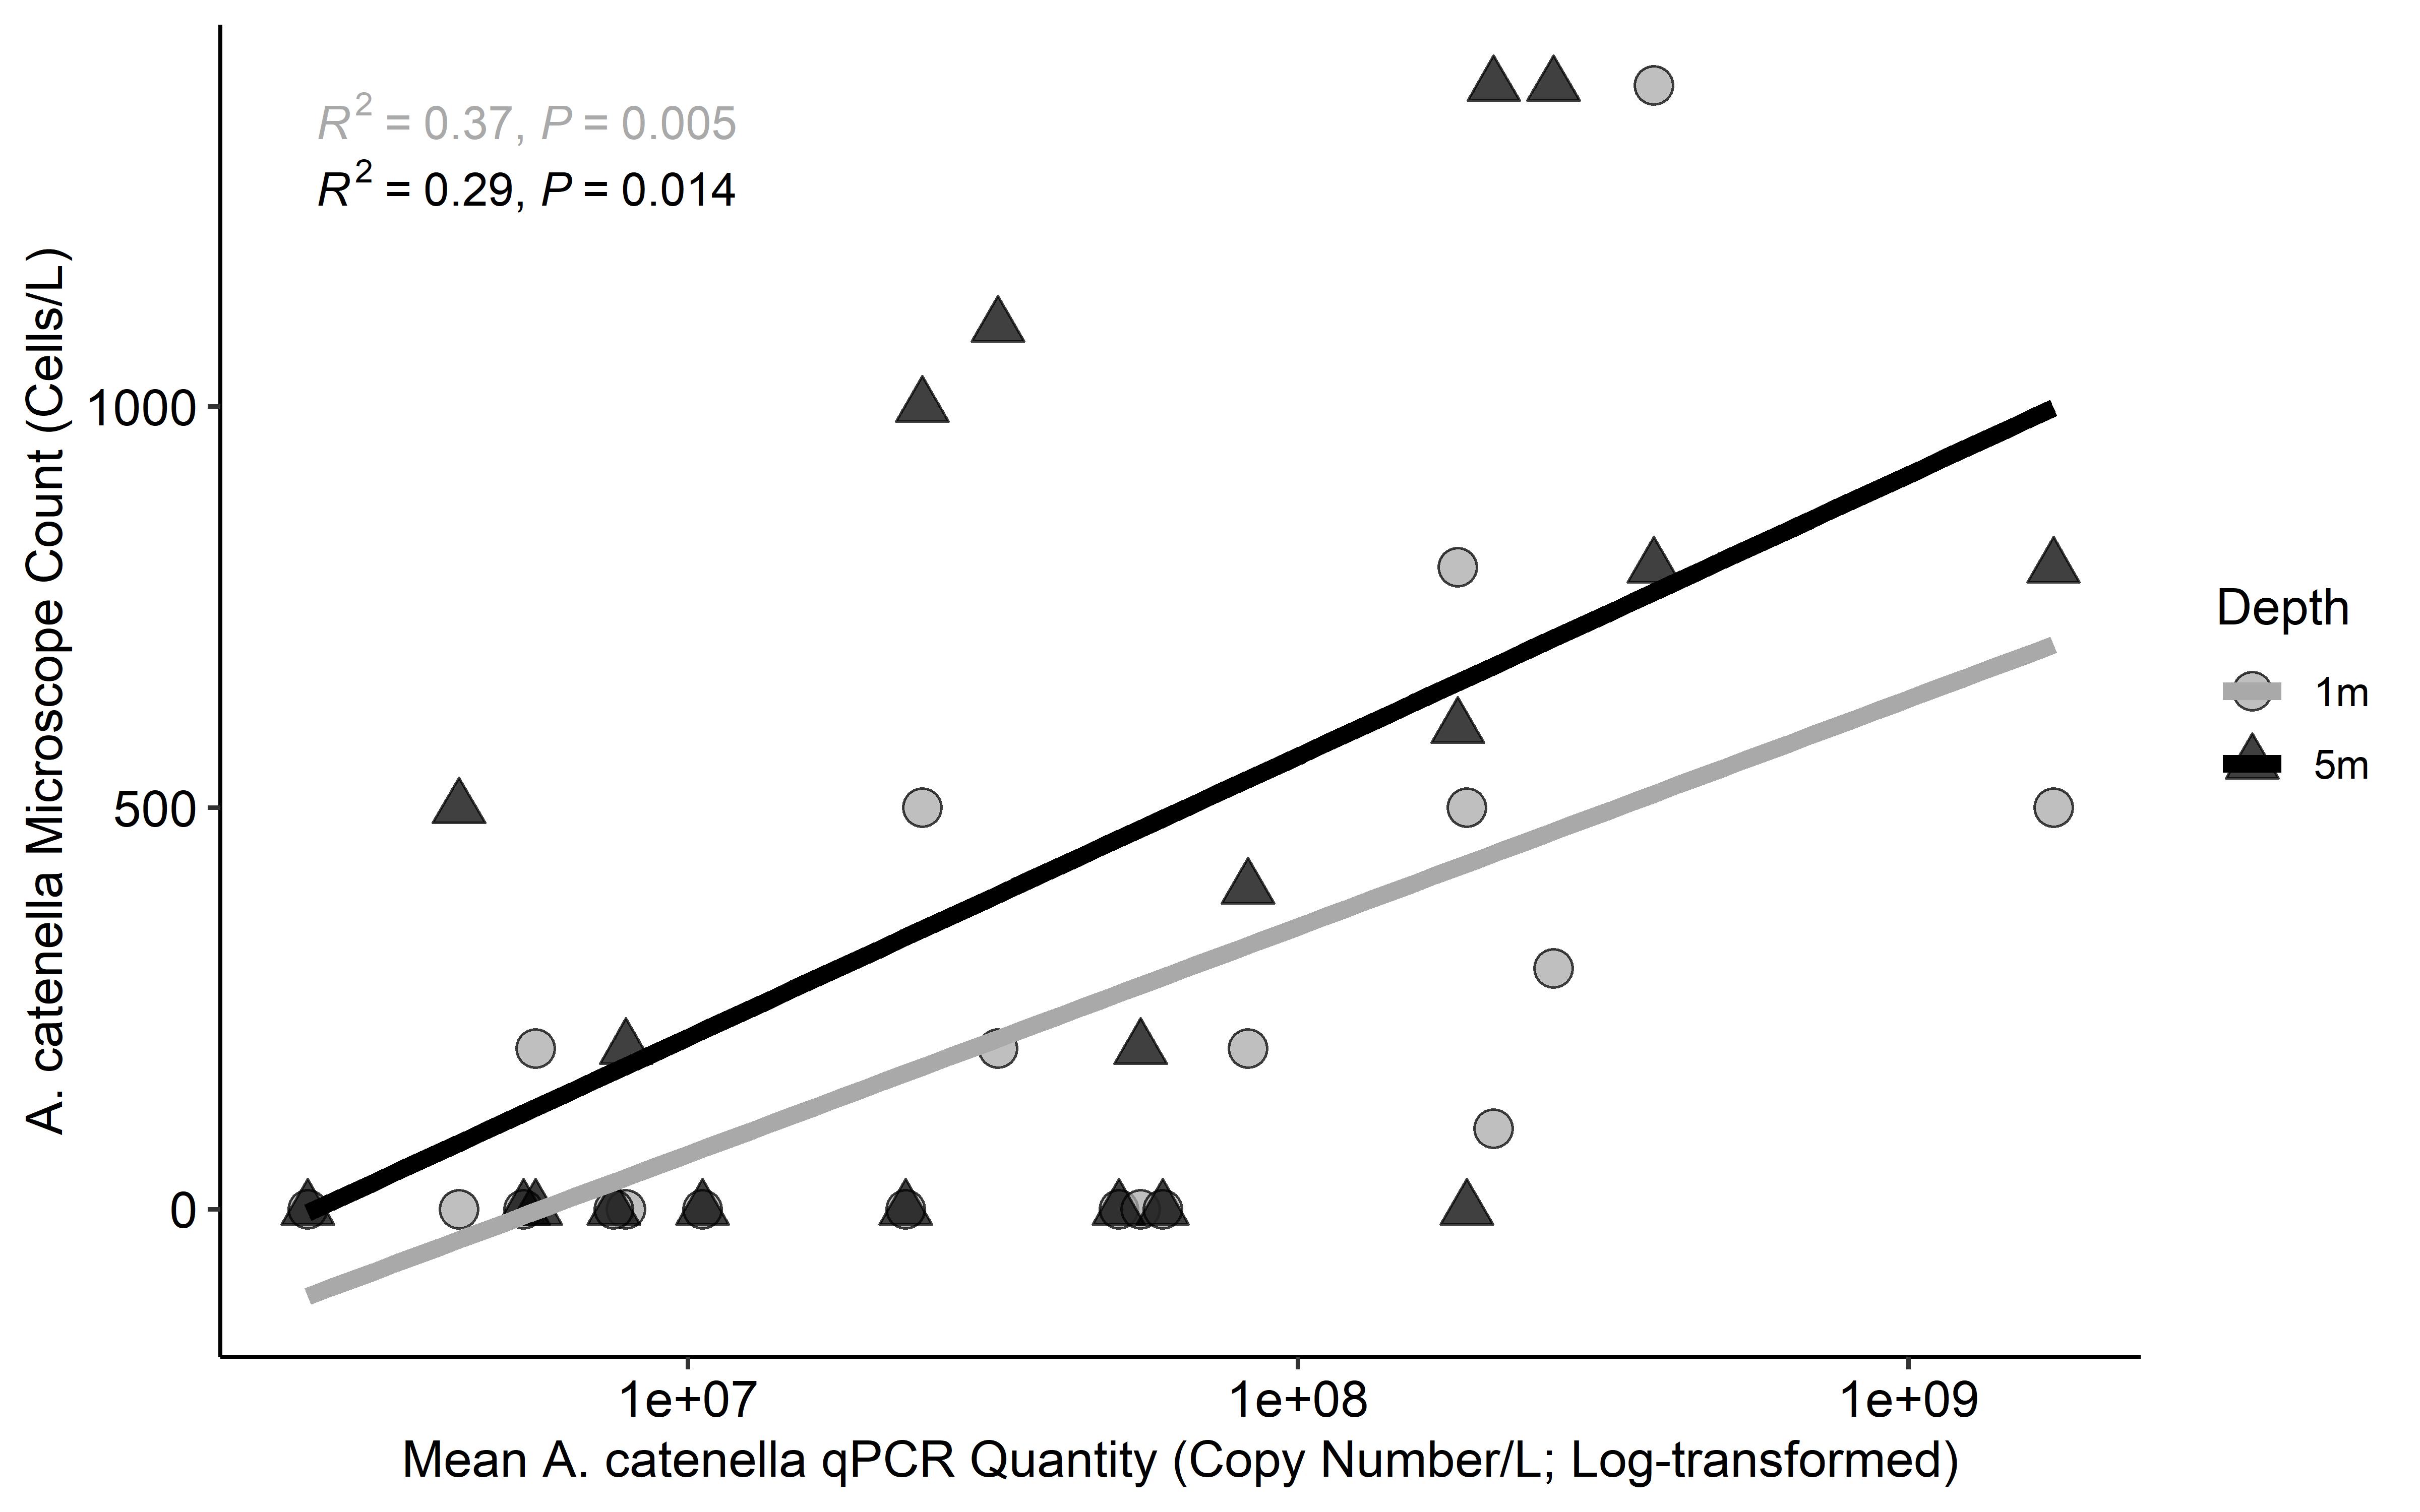 R² = 0.37, P = 0.005
R² = 0.29, P = 0.014
A. catenella Microscope Count (Cells/L)
1000
500
0
1e+07
1e+08
1e+09
Mean A. catenella qPCR Quantity (Copy Number/L; Log-transformed)
Depth
1m
5m